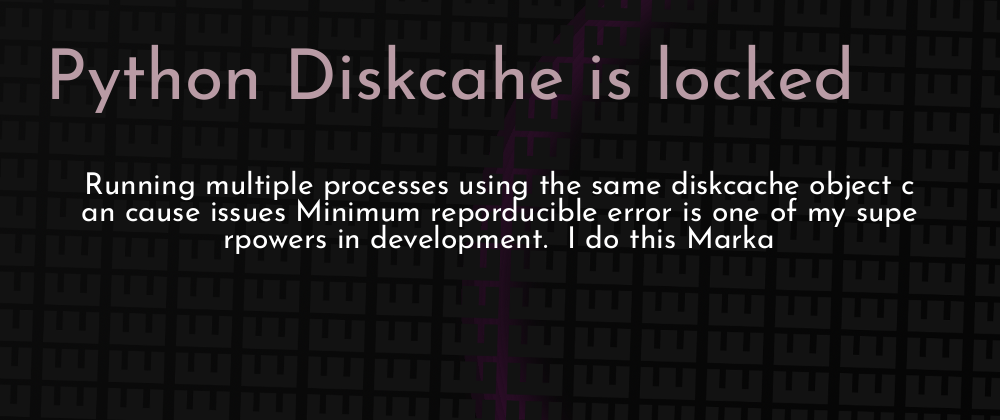 Python Diskcahe is locked
Running multiple processes using the same diskcache object c
an cause issues Minimum reporducible error is one of my supe
rpowers in development.  I do this Marka